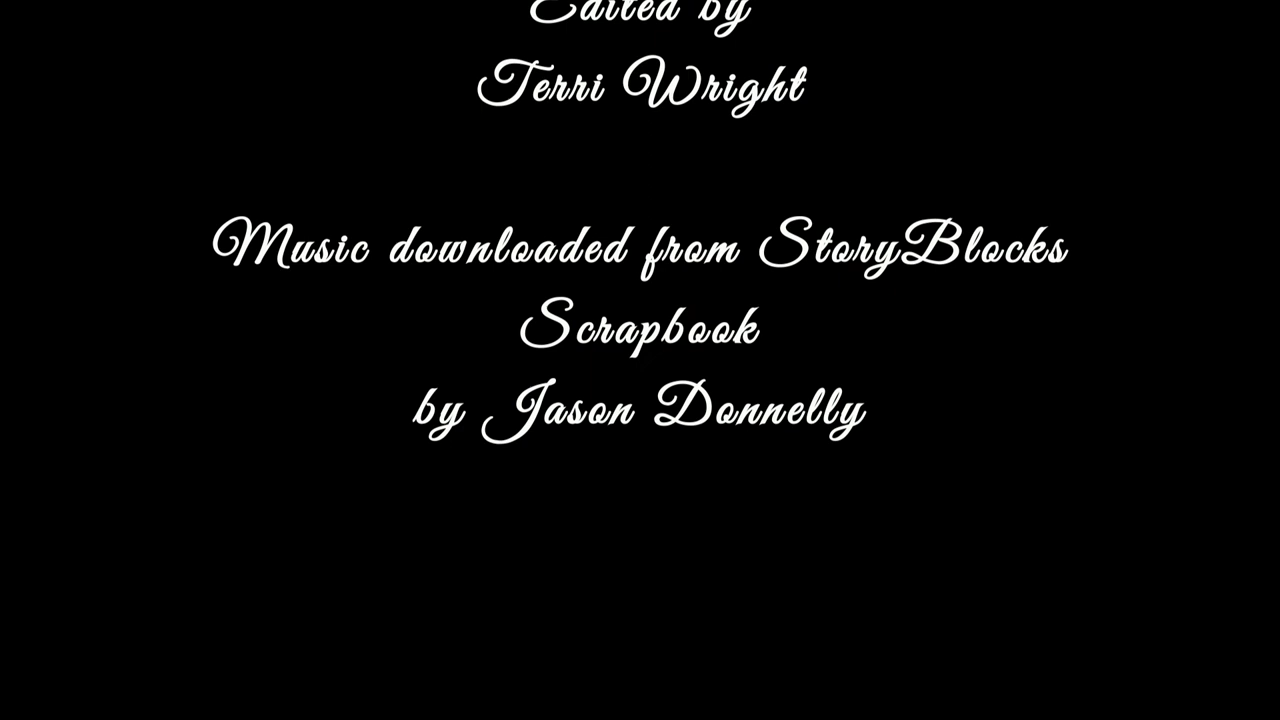 Edited by
Terri Wright
Music downloaded from StoryBlocks
Scrapbook
by Jason Donnelly